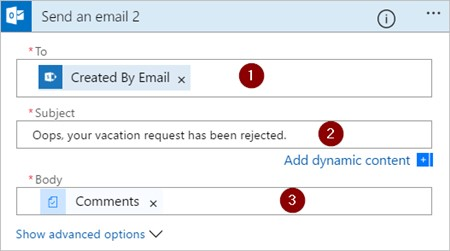 Send an email 2
* To
Created By Email ×
1
* Subject
Oops, your vacation request has been rejected.
2
Add dynamic content
* Body
Comments ×
3
Show advanced options